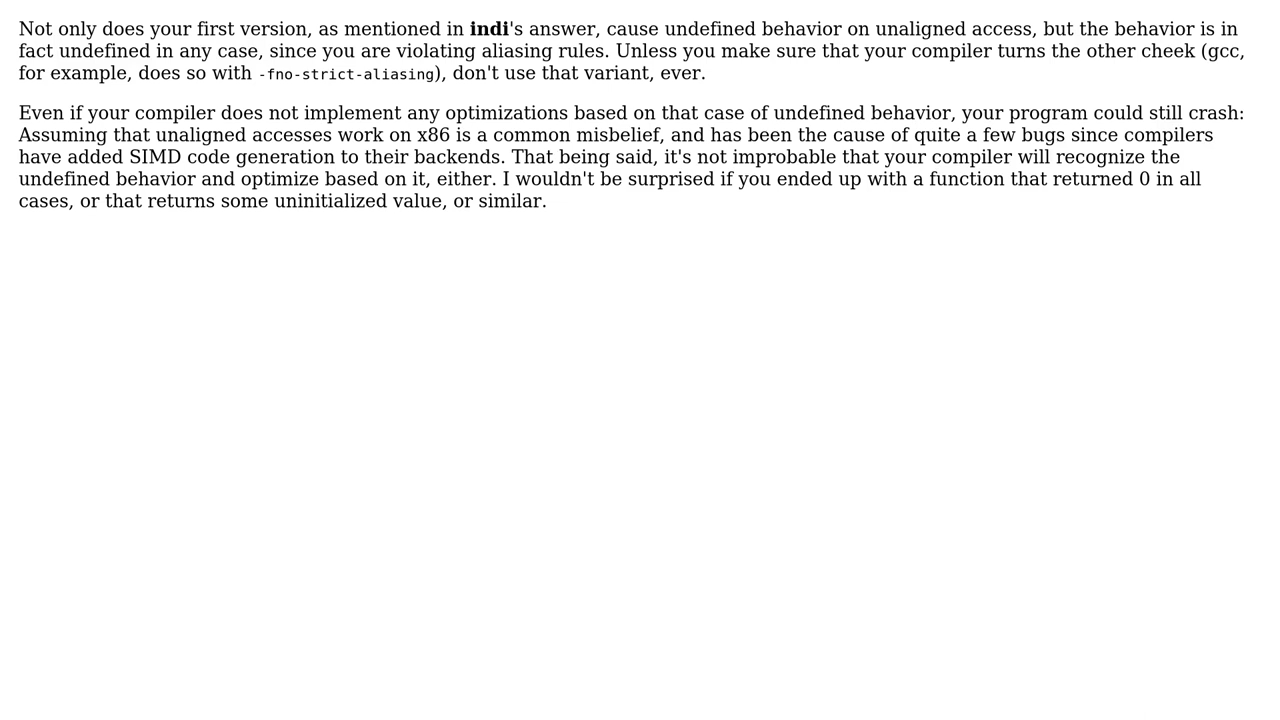 Not only does your first version, as mentioned in indi's answer, cause undefined behavior on unaligned access, but the behavior is in
fact undefined in any case, since you are violating aliasing rules. Unless you make sure that your compiler turns the other cheek (gcc,
for example, does so with -fno-strict-aliasing), don't use that variant, ever.
Even if your compiler does not implement any optimizations based on that case of undefined behavior, your program could still crash:
Assuming that unaligned accesses work on x86 is a common misbelief, and has been the cause of quite a few bugs since compilers
have added SIMD code generation to their backends. That being said, it's not improbable that your compiler will recognize the
undefined behavior and optimize based on it, either. I wouldn't be surprised if you ended up with a function that returned 0 in all
cases, or that returns some uninitialized value, or similar.